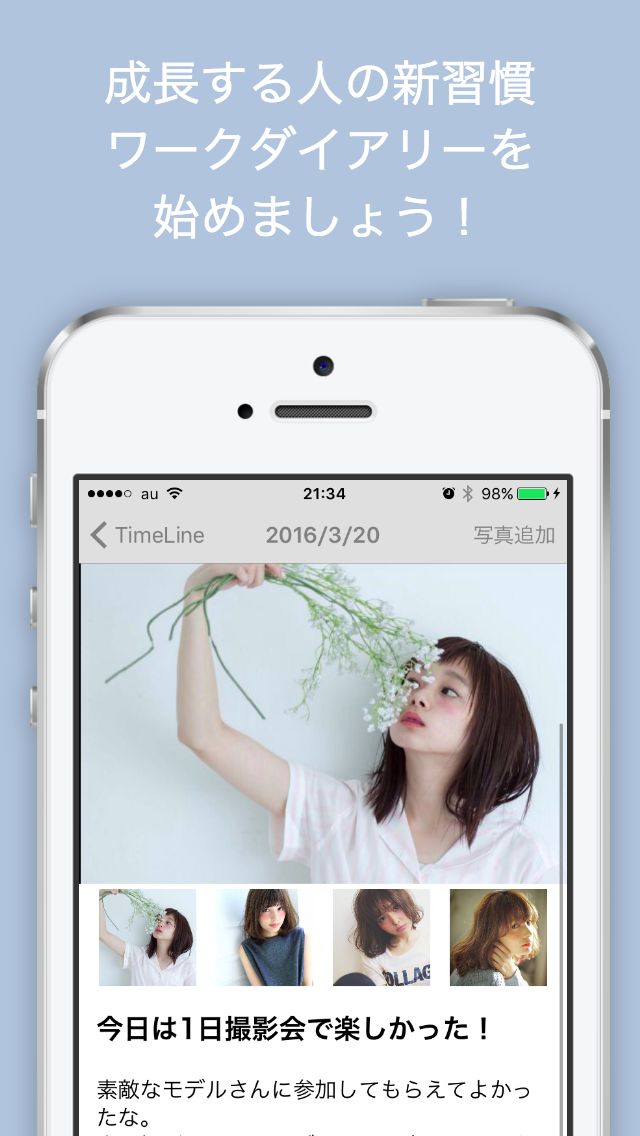 成長する人の新習慣
ワークダイアリーを
始めましょう！
au 21:34 98%
TimeLine 2016/3/20 写真追加
OLLAG
今日は1日撮影会で楽しかった！
素敵なモデルさんに参加してもらえてよかっ
たな。